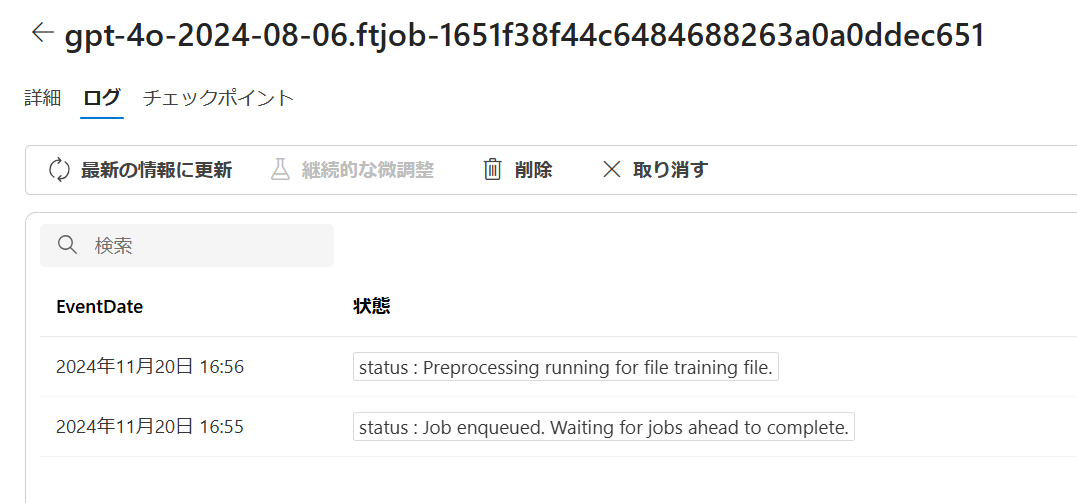 gpt-4o-2024-08-06.ftjob-1651f38f44c6484688263a0a0ddec651
詳細 ログ チェックポイント
最新の情報に更新 継続的な微調整 削除 取り消す
検索
EventDate 状態
2024年11月20日 16:56 status : Preprocessing running for file training file.
2024年11月20日 16:55 status : Job enqueued. Waiting for jobs ahead to complete.